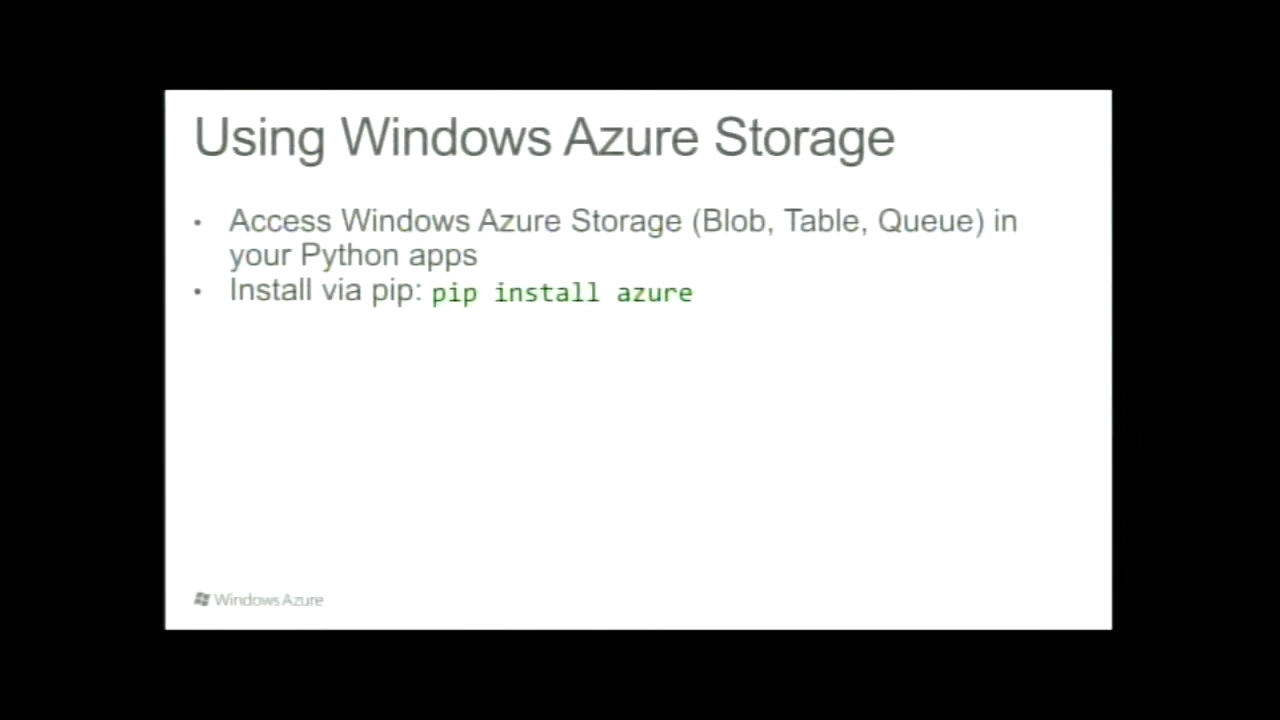 Using Windows Azure Storage
• Access Windows Azure Storage (Blob, Table, Queue) in
your Python apps
• Install via pip: pip install azure
Windows Azure